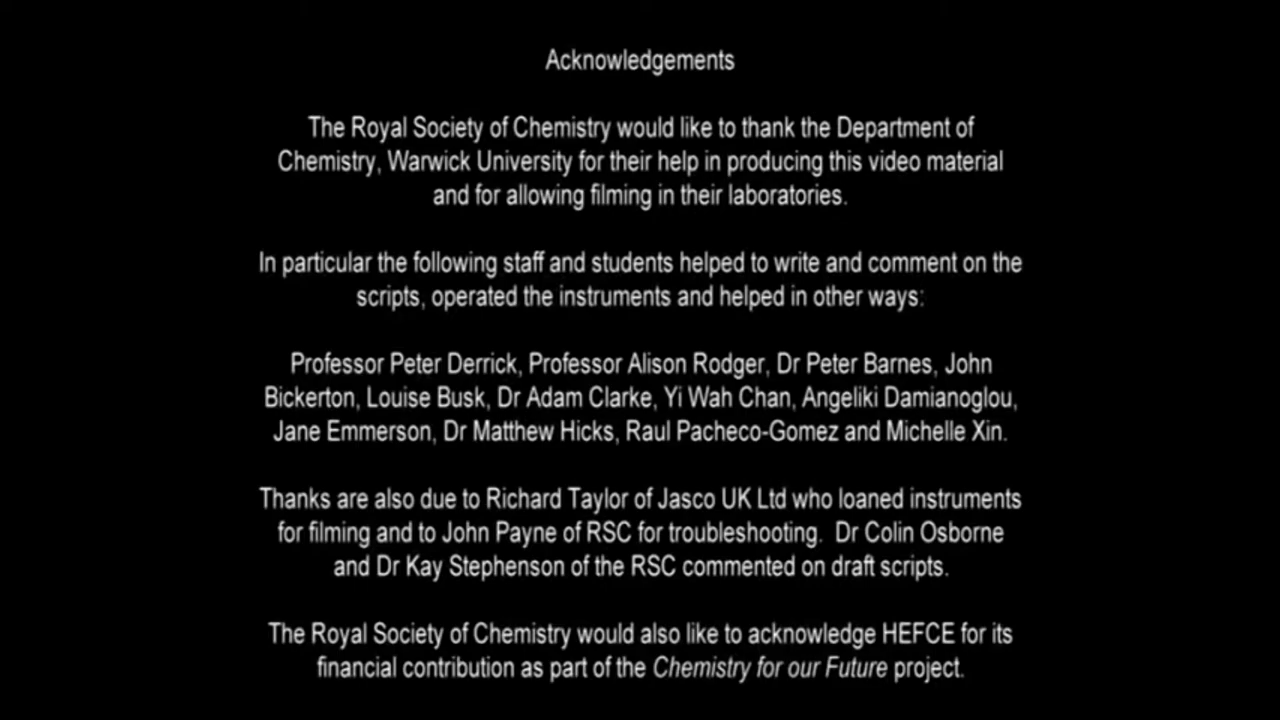 Acknowledgements
The Royal Society of Chemistry would like to thank the Department of
Chemistry, Warwick University for their help in producing this video material
and for allowing filming in their laboratories.
In particular the following staff and students helped to write and comment on the
scripts, operated the instruments and helped in other ways:
Professor Peter Derrick, Professor Alison Rodger, Dr Peter Barnes, John
Bickerton, Louise Busk, Dr Adam Clarke, Yi Wah Chan, Angeliki Damianoglou,
Jane Emmerson, Dr Matthew Hicks, Raul Pacheco-Gomez and Michelle Xin.
Thanks are also due to Richard Taylor of Jasco UK Ltd who loaned instruments
for filming and to John Payne of RSC for troubleshooting.  Dr Colin Osborne
and Dr Kay Stephenson of the RSC commented on draft scripts.
The Royal Society of Chemistry would also like to acknowledge HEFCE for its
financial contribution as part of the Chemistry for our Future project.